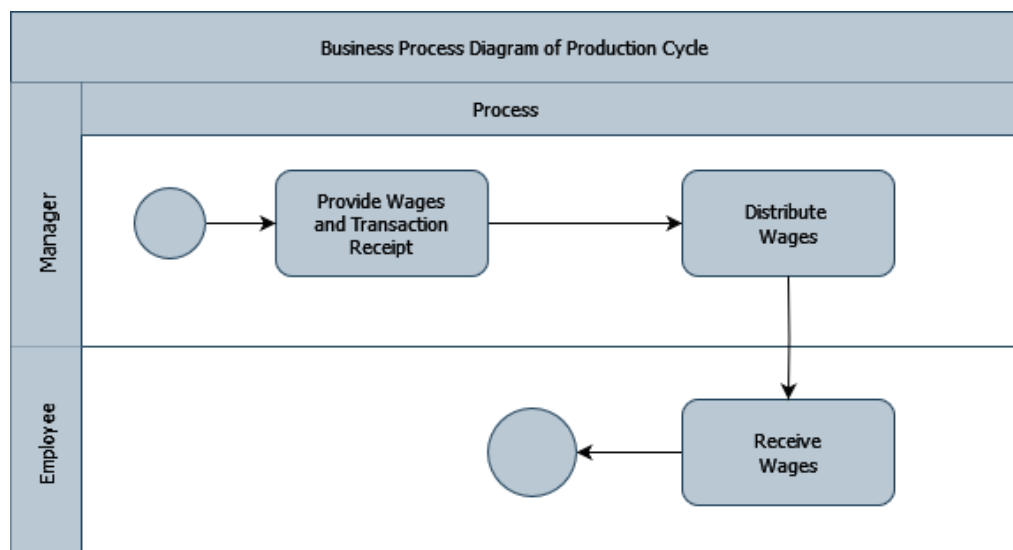 Business Process Diagram of Production Cycle
Process
Manager
Provide Wages
and Transaction
Receipt
Distribute
Wages
Employee
Receive
Wages